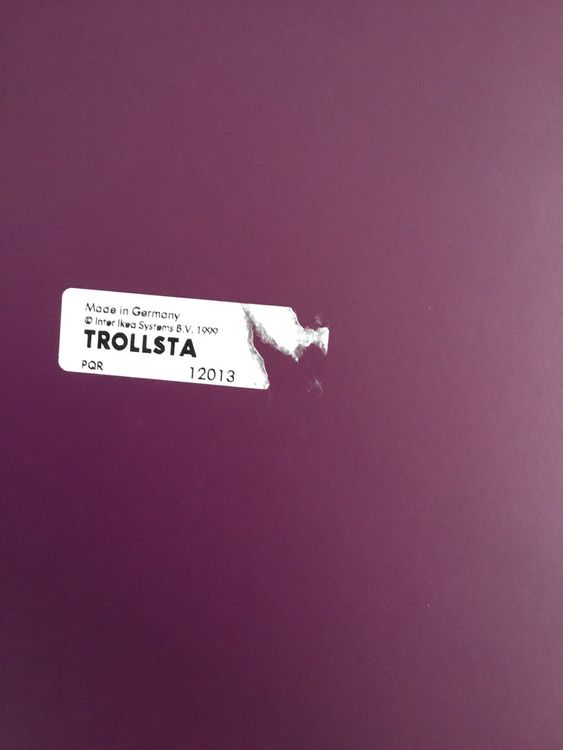 Made in Germany
© Inter Ikea Systems B.V. 1999
TROLLSTA
PQR 12013